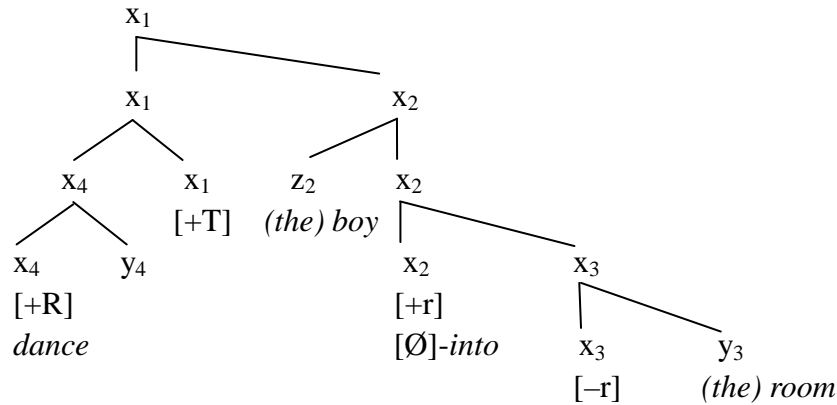 x₁
x₁ x₂
x₄ x₁ z₂ x₂
[+T] (the) boy
x₄ y₄ x₂ x₃
[+R] [+r]
dance [Ø]-into x₃ y₃
[–r] (the) room